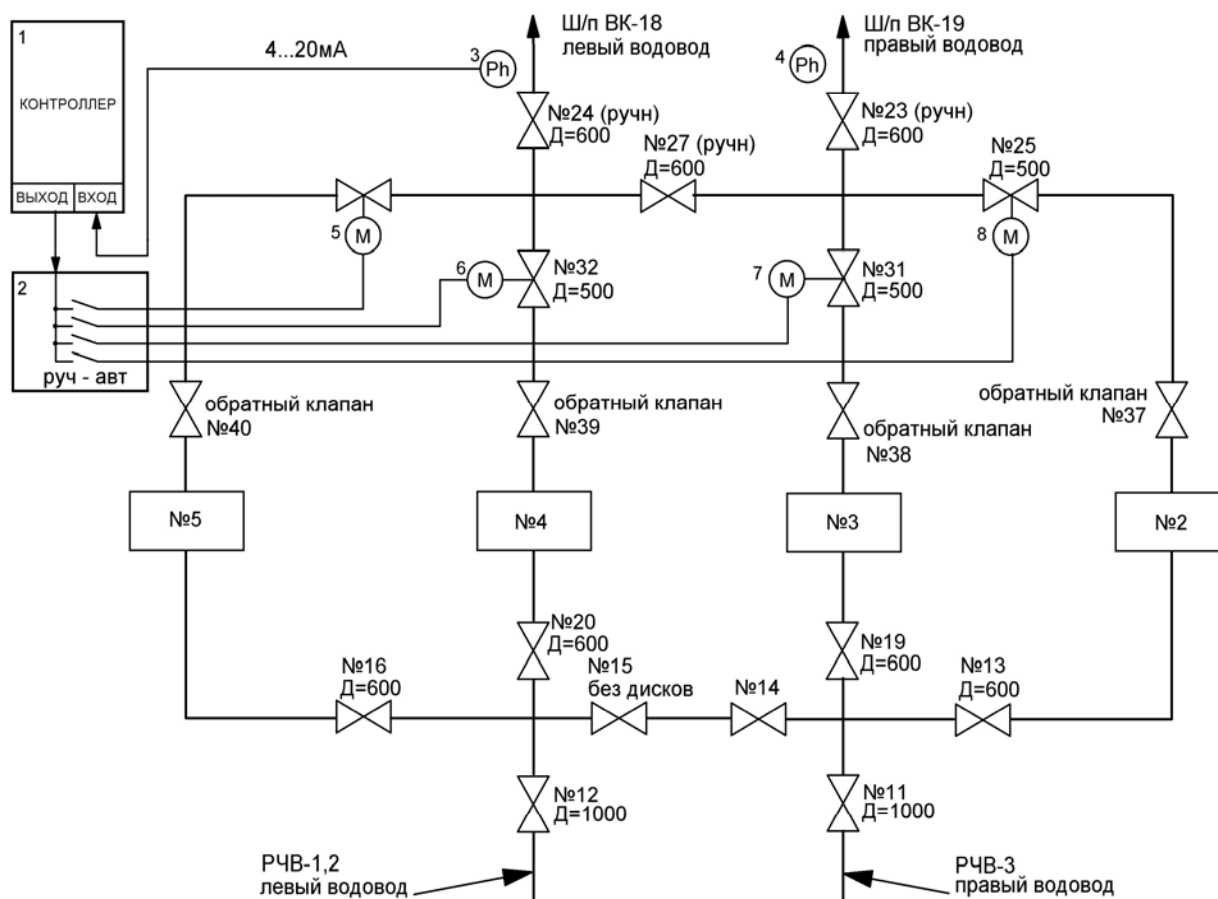 Ш/п ВК-18
левый водовод
Ш/п ВК-19
правый водовод
1
КОНТРОЛЛЕР
ВЫХОД
ВХОД
4...20мА
3
Ph
4
Ph
№24 (ручн)
Д=600
№27 (ручн)
Д=600
№23 (ручн)
Д=600
№25
Д=500
5
M
6
M
№32
Д=500
7
M
№31
Д=500
8
M
2
руч - авт
обратный клапан
№40
обратный клапан
№39
обратный клапан
№38
обратный клапан
№37
№5
№4
№3
№2
№20
Д=600
№19
Д=600
№16
Д=600
№15
без дисков
№14
№13
Д=600
№12
Д=1000
№11
Д=1000
РЧВ-1,2
левый водовод
РЧВ-3
правый водовод